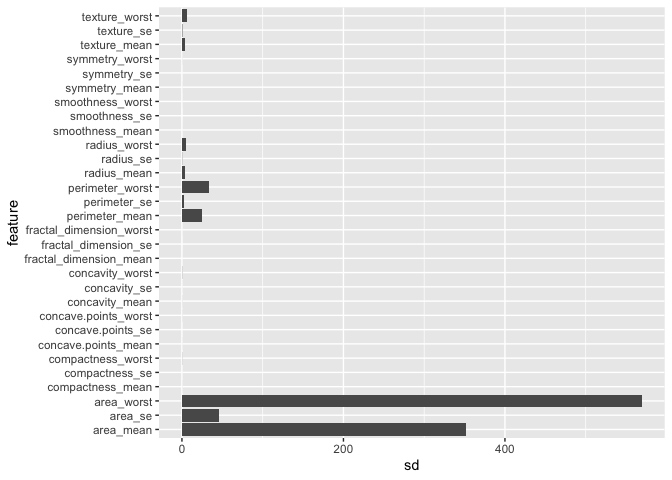 feature
texture_worst
texture_se
texture_mean
symmetry_worst
symmetry_se
symmetry_mean
smoothness_worst
smoothness_se
smoothness_mean
radius_worst
radius_se
radius_mean
perimeter_worst
perimeter_se
perimeter_mean
fractal_dimension_worst
fractal_dimension_se
fractal_dimension_mean
concavity_worst
concavity_se
concavity_mean
concave.points_worst
concave.points_se
concave.points_mean
compactness_worst
compactness_se
compactness_mean
area_worst
area_se
area_mean
0 200 400
sd